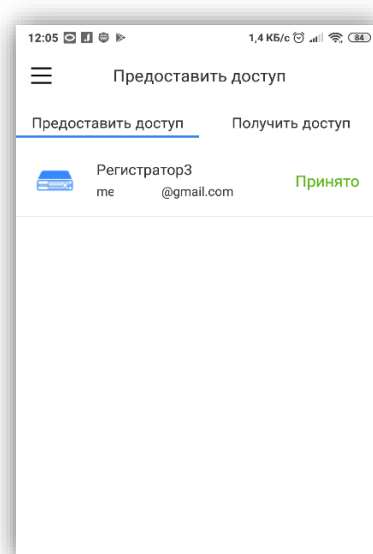 12:05 1,4 КБ/с 84
Предоставить доступ
Предоставить доступ Получить доступ
Регистратор3
me @gmail.com Принято